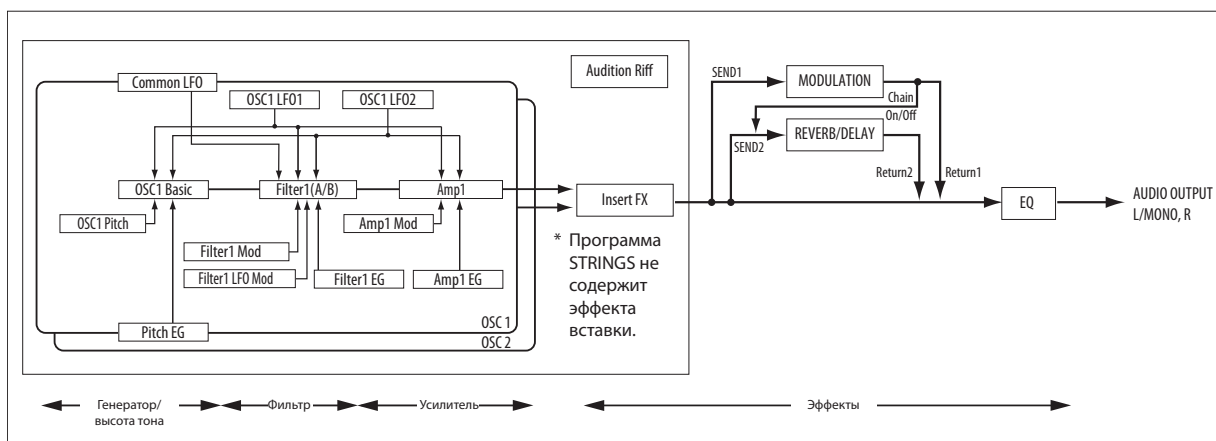 Common LFO
OSC1 LFO1
OSC1 LFO2
OSC1 Basic
Filter1(A/B)
Amp1
OSC1 Pitch
Amp1 Mod
Filter1 Mod
Filter1 LFO Mod
Filter1 EG
Amp1 EG
Pitch EG
OSC 1
OSC 2
Audition Riff
Insert FX
* Программа
STRINGS не
содержит
эффекта
вставки.
SEND1
MODULATION
Chain
On/Off
SEND2
REVERB/DELAY
Return2
Return1
EQ
AUDIO OUTPUT
L/MONO, R
Генератор/
высота тона
Фильтр
Усилитель
Эффекты